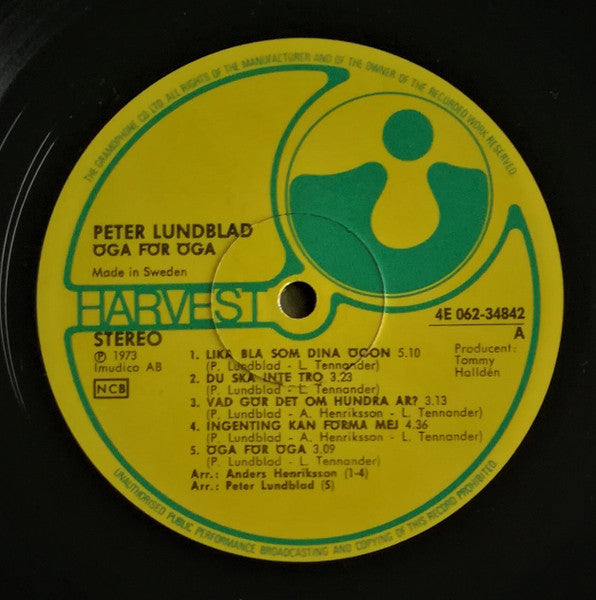 THE GRAMOPHONE CO LTD ALL RIGHTS OF THE MANUFACTURER AND OF THE OWNER OF THE RECORDED WORK RESERVED.
PETER LUNDBLAD
ÖGA FÖR ÖGA
Made in Sweden
HARVEST
4E 062-34842
A
STEREO
℗ 1973
Imudico AB
NCB
Producent:
Tommy
Halldén
1. LIKA BLA SOM DINA ÖGON 5.10
(P. Lundblad - L. Tennander)
2. DU SKA INTE TRO 3.23
(P. Lundblad - L. Tennander)
3. VAD GÖR DET OM HUNDRA AR? 3.13
(P. Lundblad - A. Henriksson - L. Tennander)
4. INGENTING KAN FÖRMA MEJ 4.36
(P. Lundblad - A. Henriksson - L. Tennander)
5. ÖGA FÖR ÖGA 3.09
(P. Lundblad - L. Tennander)
Arr.: Anders Henriksson (1-4)
Arr.: Peter Lundblad (5)
UNAUTHORISED PUBLIC PERFORMANCE BROADCASTING AND COPYING OF THIS RECORD PROHIBITED.